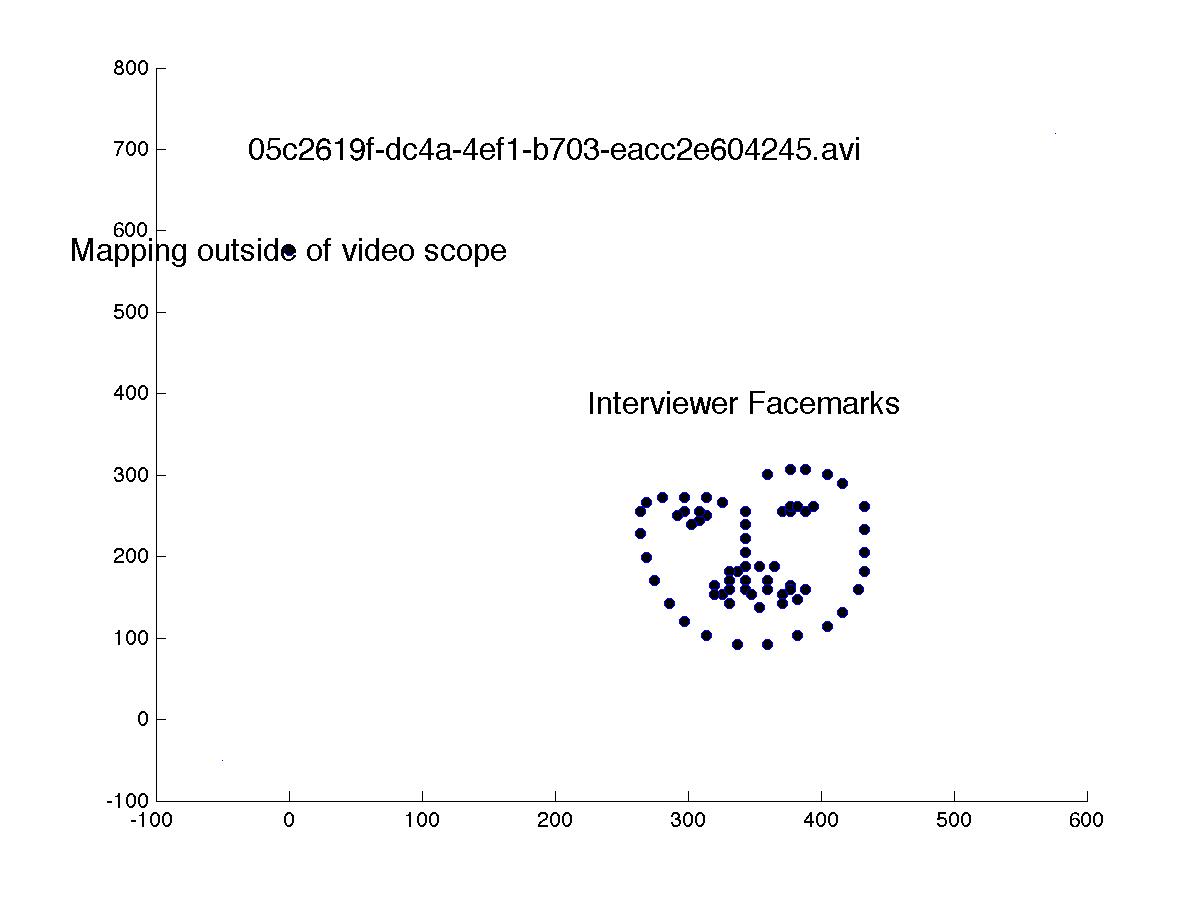 800
700
05c2619f-dc4a-4ef1-b703-eacc2e604245.avi
600
Mapping outside of video scope
500
400
Interviewer Facemarks
300
200
100
0
-100
-100 0 100 200 300 400 500 600